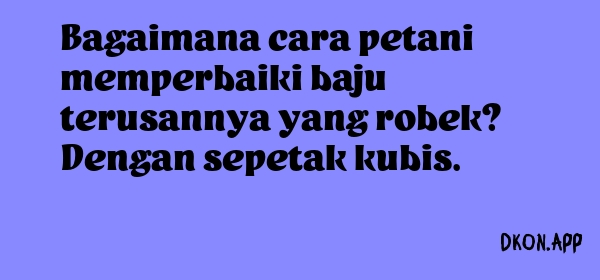 Bagaimana cara petani
memperbaiki baju
terusannya yang robek?
Dengan sepetak kubis.
DKON.APP